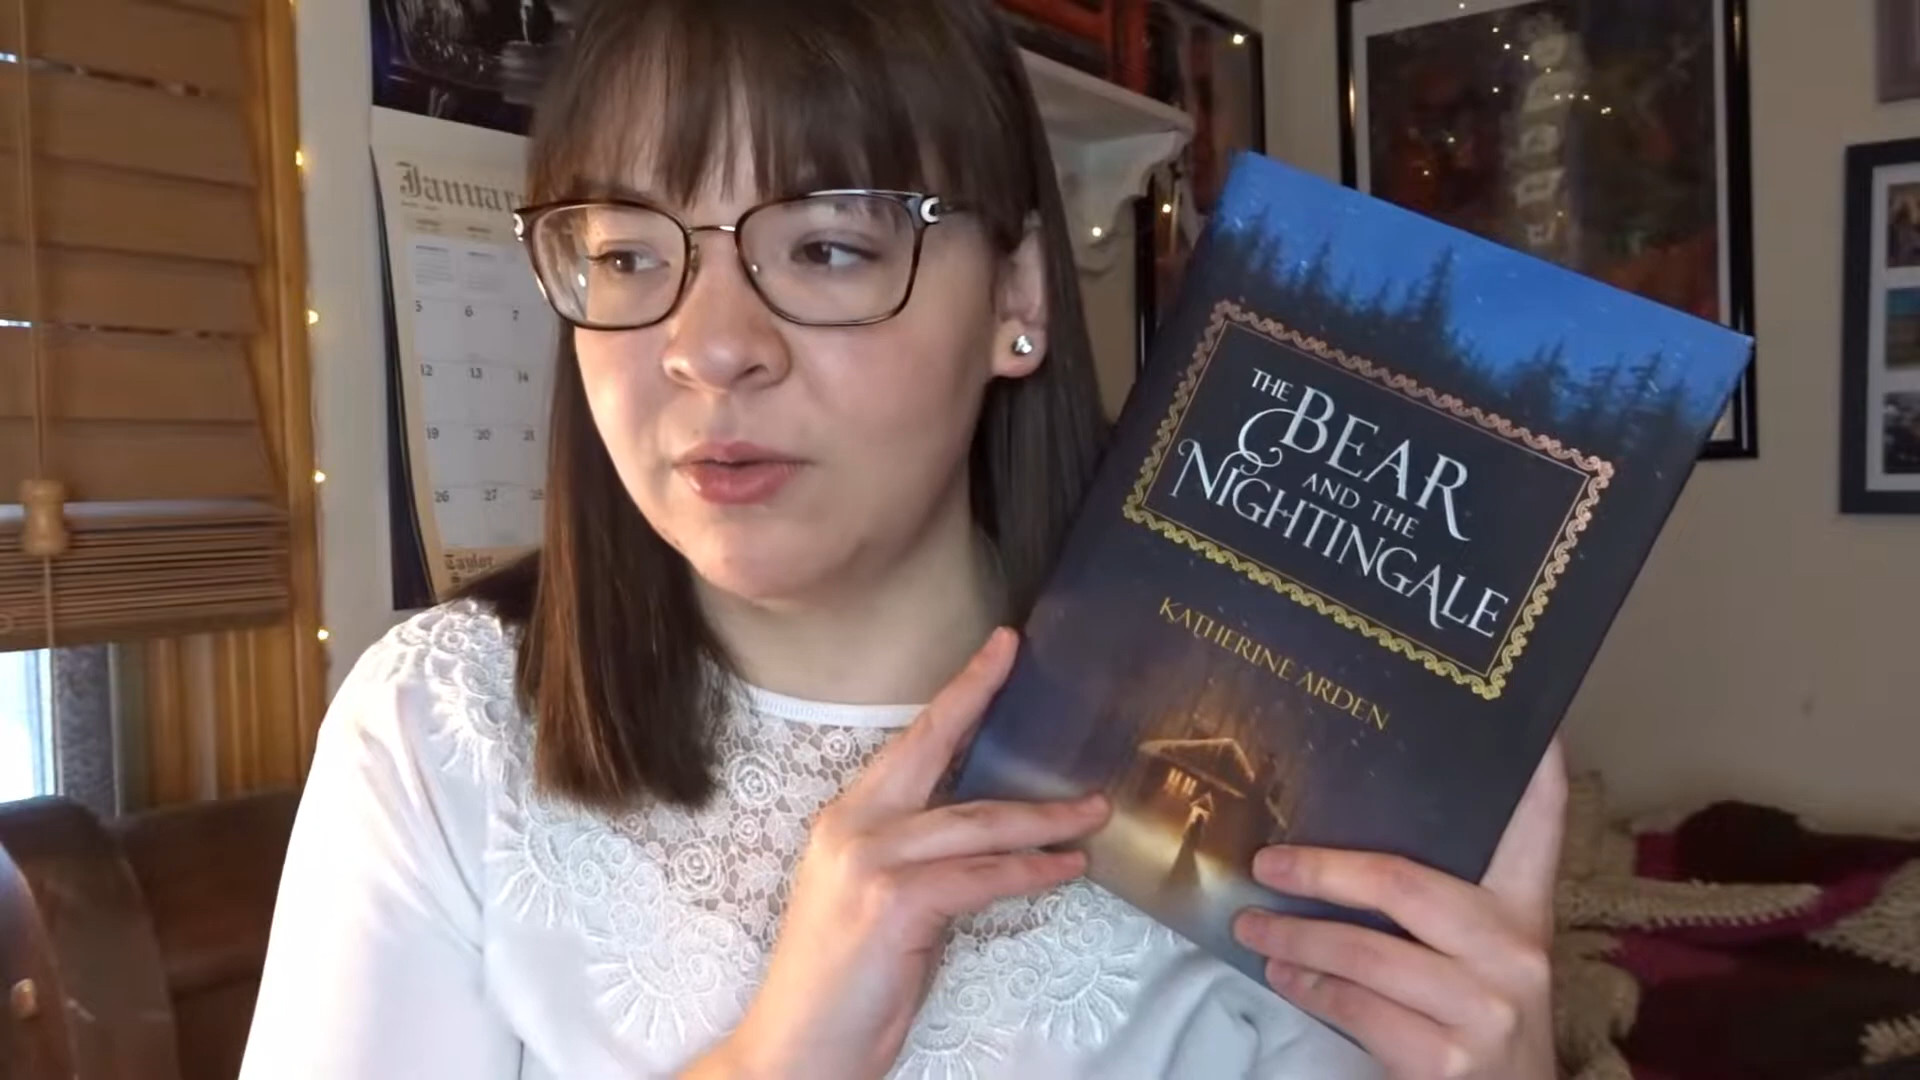 January
5 6 7
12 13 14
19 20 21
26 27 28
Taylor
THE
BEAR
AND THE
NIGHTINGALE
KATHERINE ARDEN